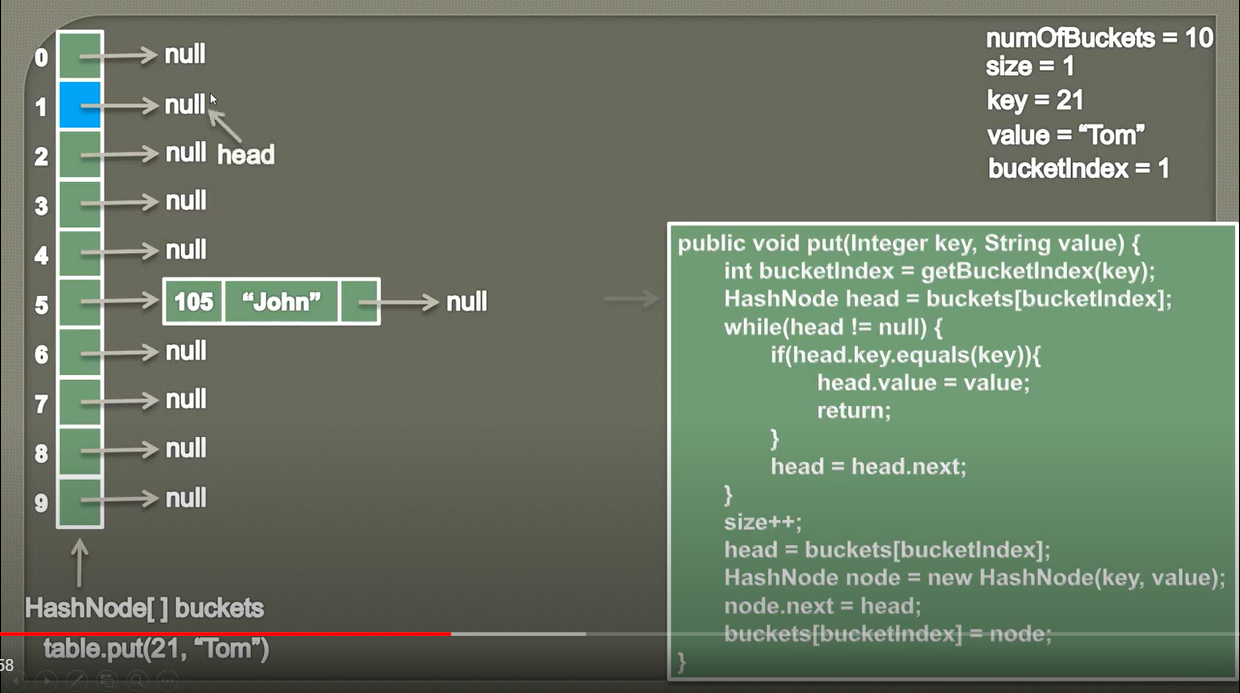 0 null
1 null
head
2 null
3 null
4 null
5 105 “John” null
6 null
7 null
8 null
9 null
HashNode[ ] buckets
table.put(21, “Tom”)
58
numOfBuckets = 10
size = 1
key = 21
value = “Tom”
bucketIndex = 1
public void put(Integer key, String value) {
int bucketIndex = getBucketIndex(key);
HashNode head = buckets[bucketIndex];
while(head != null) {
if(head.key.equals(key)){
head.value = value;
return;
}
head = head.next;
}
size++;
head = buckets[bucketIndex];
HashNode node = new HashNode(key, value);
node.next = head;
buckets[bucketIndex] = node;
}